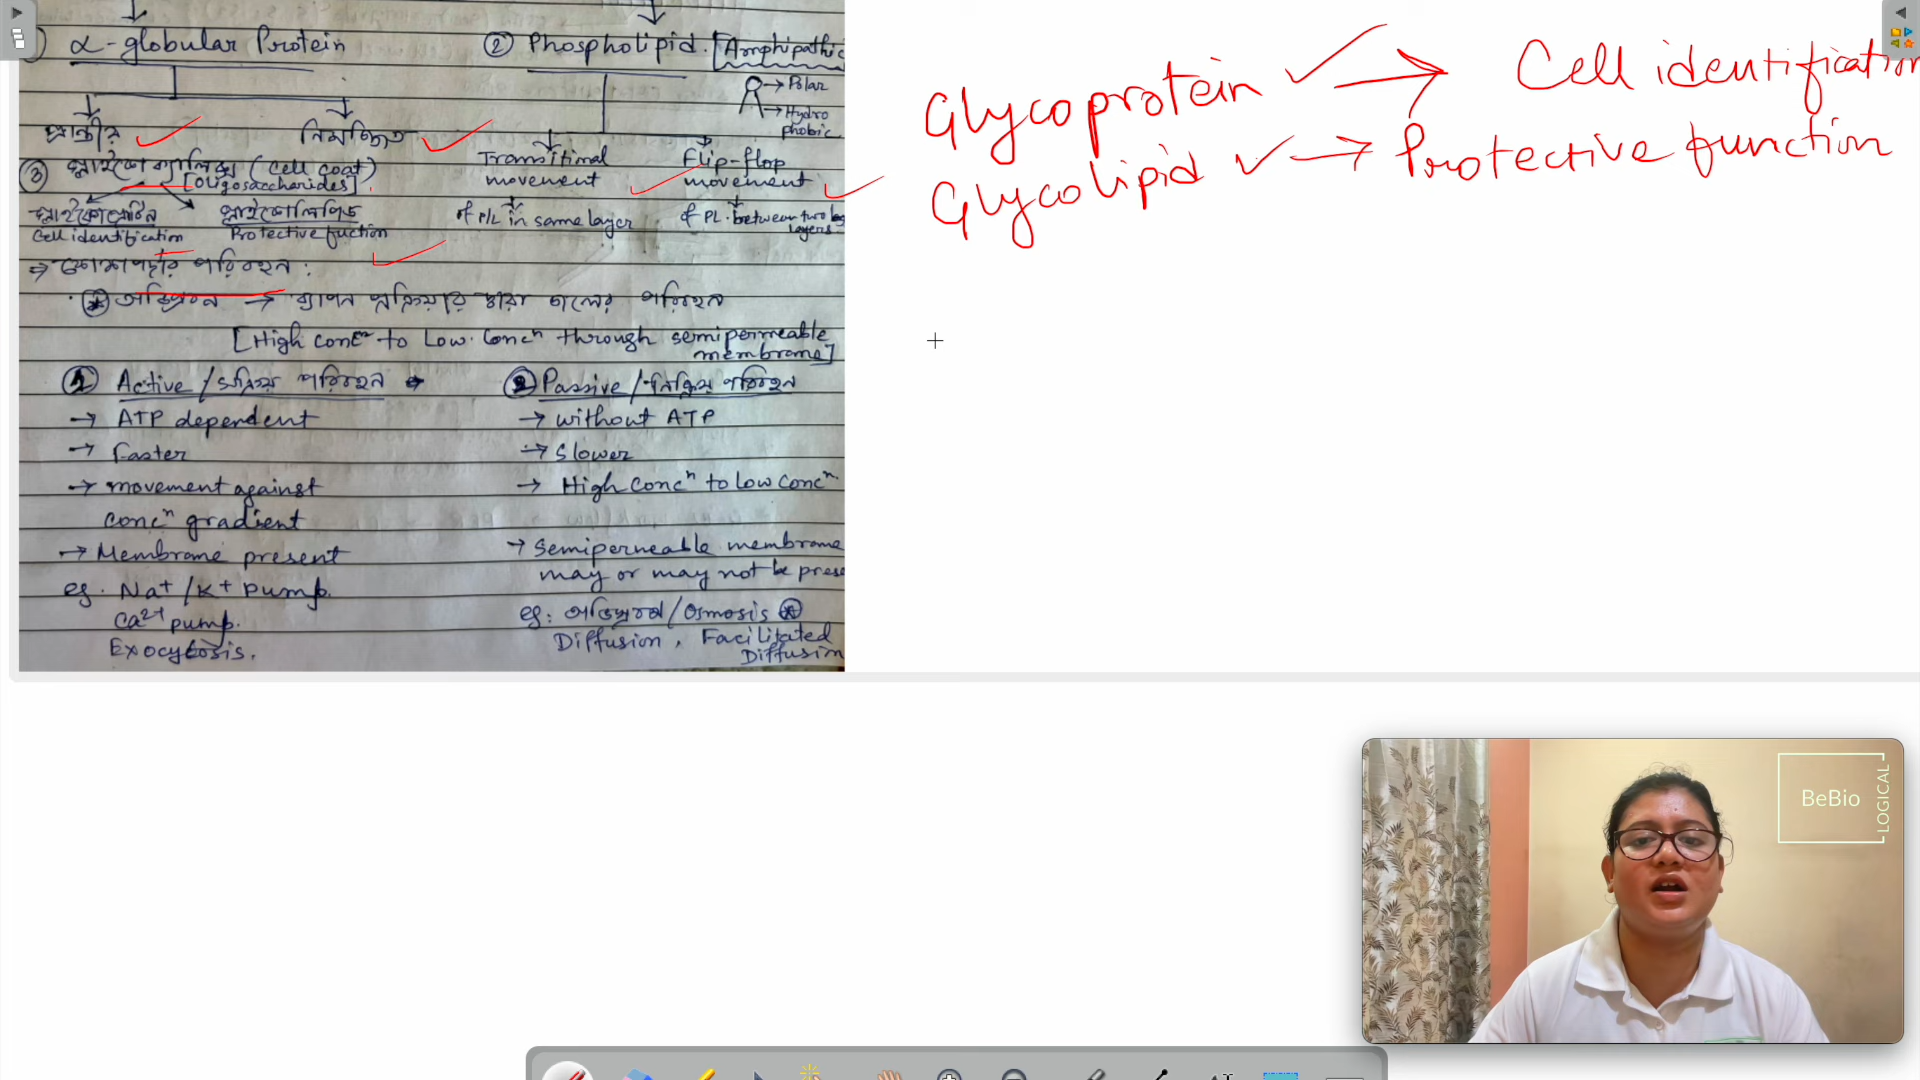 α-globular Protein
② Phospholipid. [Amphipathic
→ Polar
→ Hydro
phobic
প্রান্তীয়
নিমজ্জিত
Transitinal
movement
Flip-flop
movement
③ গ্লাইকোক্যালিক্স (Cell coat)
[Oligosaccharides]
of P/L in same layer
of PL. between two
layers
গ্লাইকোপ্রোটিন
Cell identification
গ্লাইকোলিপিড
Protective fuction
⇒ কোশপর্দার পরিবহন :
অভিস্রবণ → ব্যাপন প্রক্রিয়ার দ্বারা জলের পরিবহন
[High concⁿ to Low. Concⁿ through semipermeable
membrane]
① Active / সক্রিয় পরিবহন
→ ATP dependent
→ Faster
→ movement against
concⁿ gradient
→ Membrane present
eg. Na+ / K+ pump.
Ca2+ pump.
Exocytosis.
② Passive / নিষ্ক্রিয় পরিবহন
→ without ATP
→ Slower
→ High Concⁿ to low concⁿ
→ Semipermeable membrane
may or may not be prese
eg: অভিস্রবণ / Osmosis
Diffusion, Facilitated
Diffusion
Glycoprotein → Cell identification
Glycolipid → Protective function
BeBio
LOGICAL